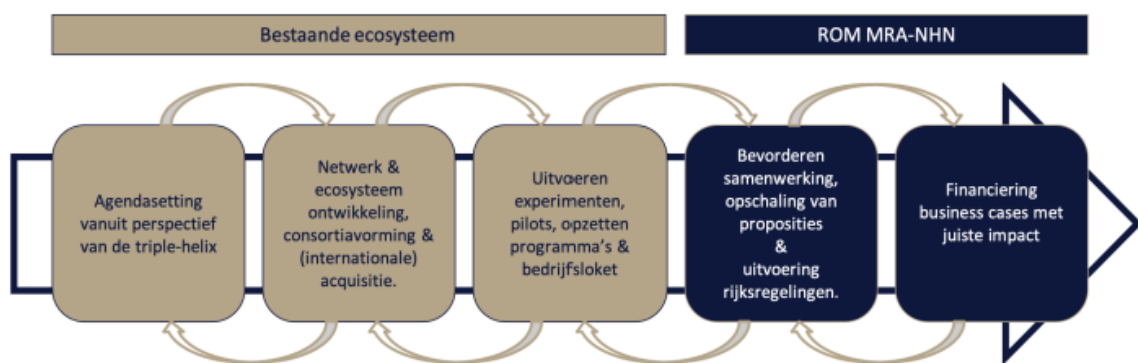 Bestaande ecosysteem
ROM MRA-NHN
Agendasetting
vanuit perspectief
van de triple-helix
Netwerk &
ecosysteem
ontwikkeling,
consortiavorming &
(internationale)
acquisitie.
Uitvoeren
experimenten,
pilots, opzetten
programma's &
bedrijfsloket
Bevorderen
samenwerking,
opschaling van
proposities
&
uitvoering
rijksregelingen.
Financiering
business cases met
juiste impact